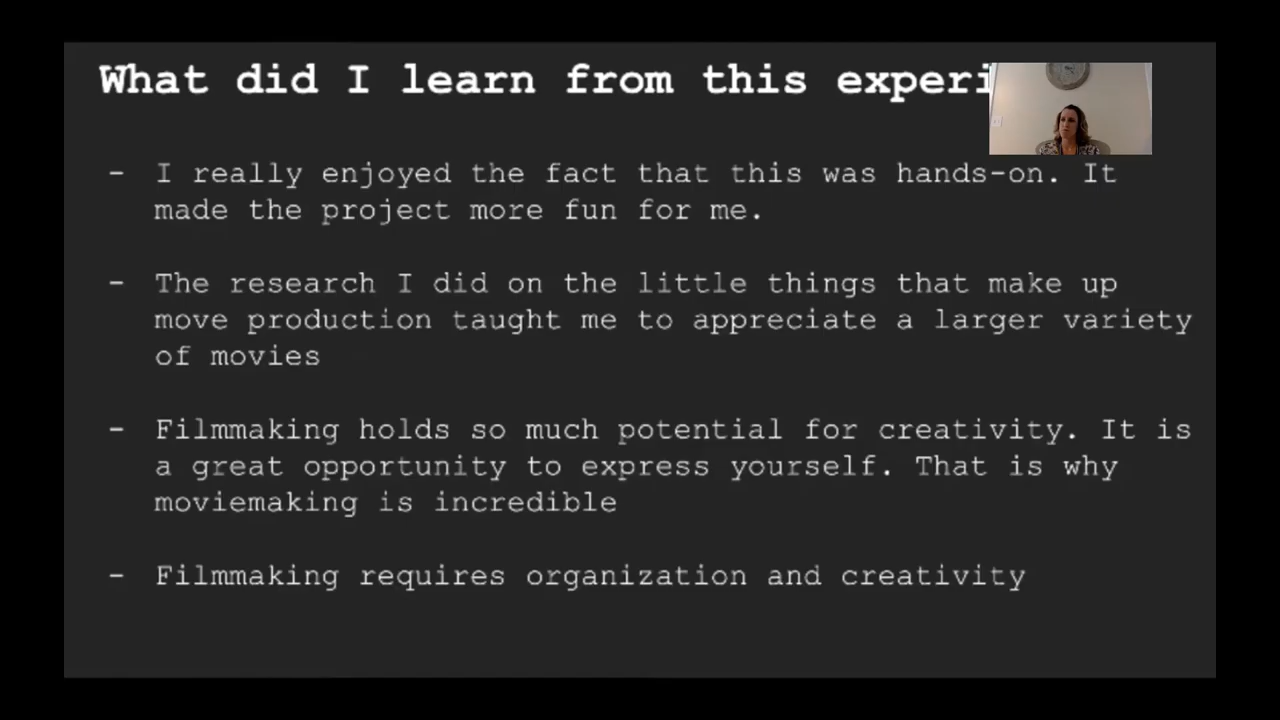 What did I learn from this experi
- I really enjoyed the fact that this was hands-on. It
made the project more fun for me.
- The research I did on the little things that make up
move production taught me to appreciate a larger variety
of movies
- Filmmaking holds so much potential for creativity. It is
a great opportunity to express yourself. That is why
moviemaking is incredible
- Filmmaking requires organization and creativity